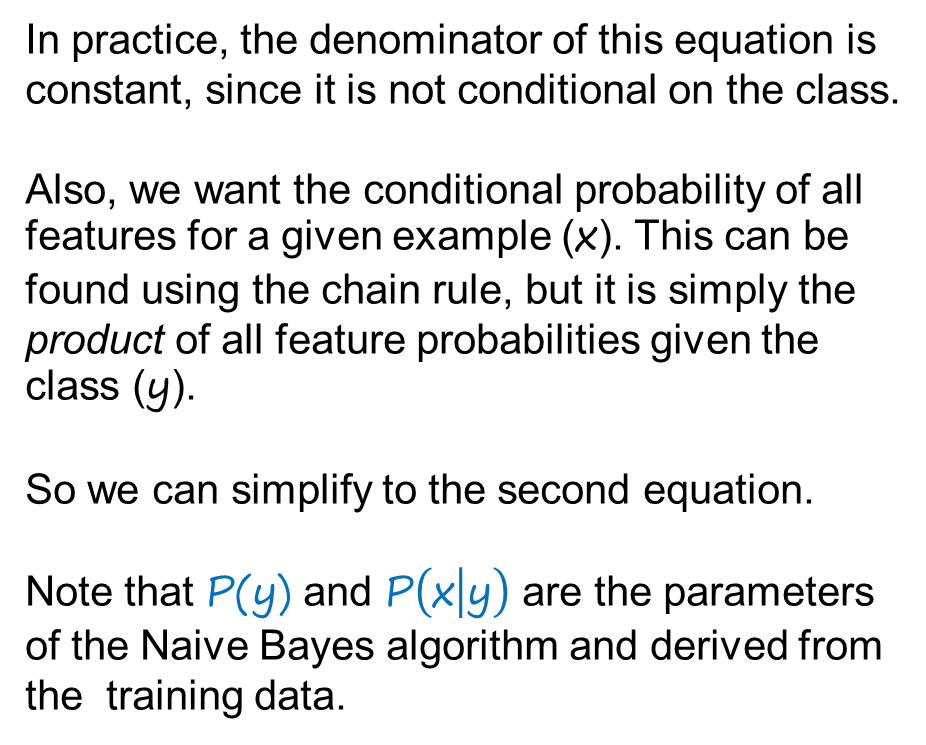 In practice, the denominator of this equation is
constant, since it is not conditional on the class.
Also, we want the conditional probability of all
features for a given example (x). This can be
found using the chain rule, but it is simply the
product of all feature probabilities given the
class (y).
So we can simplify to the second equation.
Note that P(y) and P(x|y) are the parameters
of the Naive Bayes algorithm and derived from
the  training data.